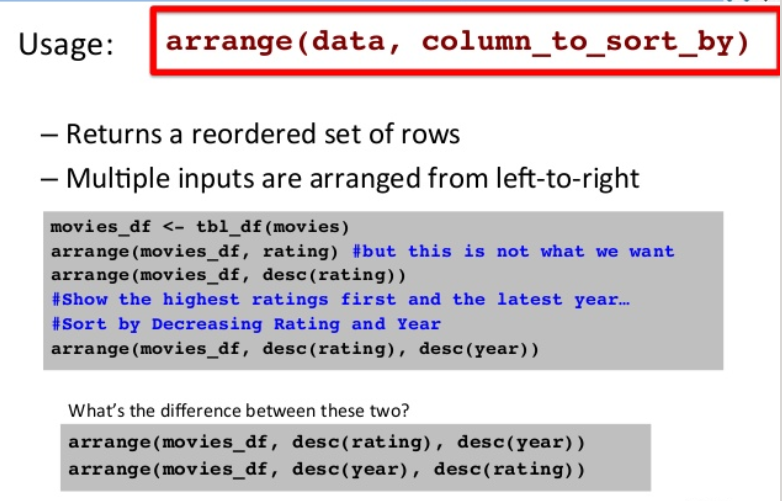 Usage: arrange(data, column_to_sort_by)
– Returns a reordered set of rows
– Multiple inputs are arranged from left-to-right
movies_df <- tbl_df(movies)
arrange(movies_df, rating) #but this is not what we want
arrange(movies_df, desc(rating))
#Show the highest ratings first and the latest year…
#Sort by Decreasing Rating and Year
arrange(movies_df, desc(rating), desc(year))
What's the difference between these two?
arrange(movies_df, desc(rating), desc(year))
arrange(movies_df, desc(year), desc(rating))